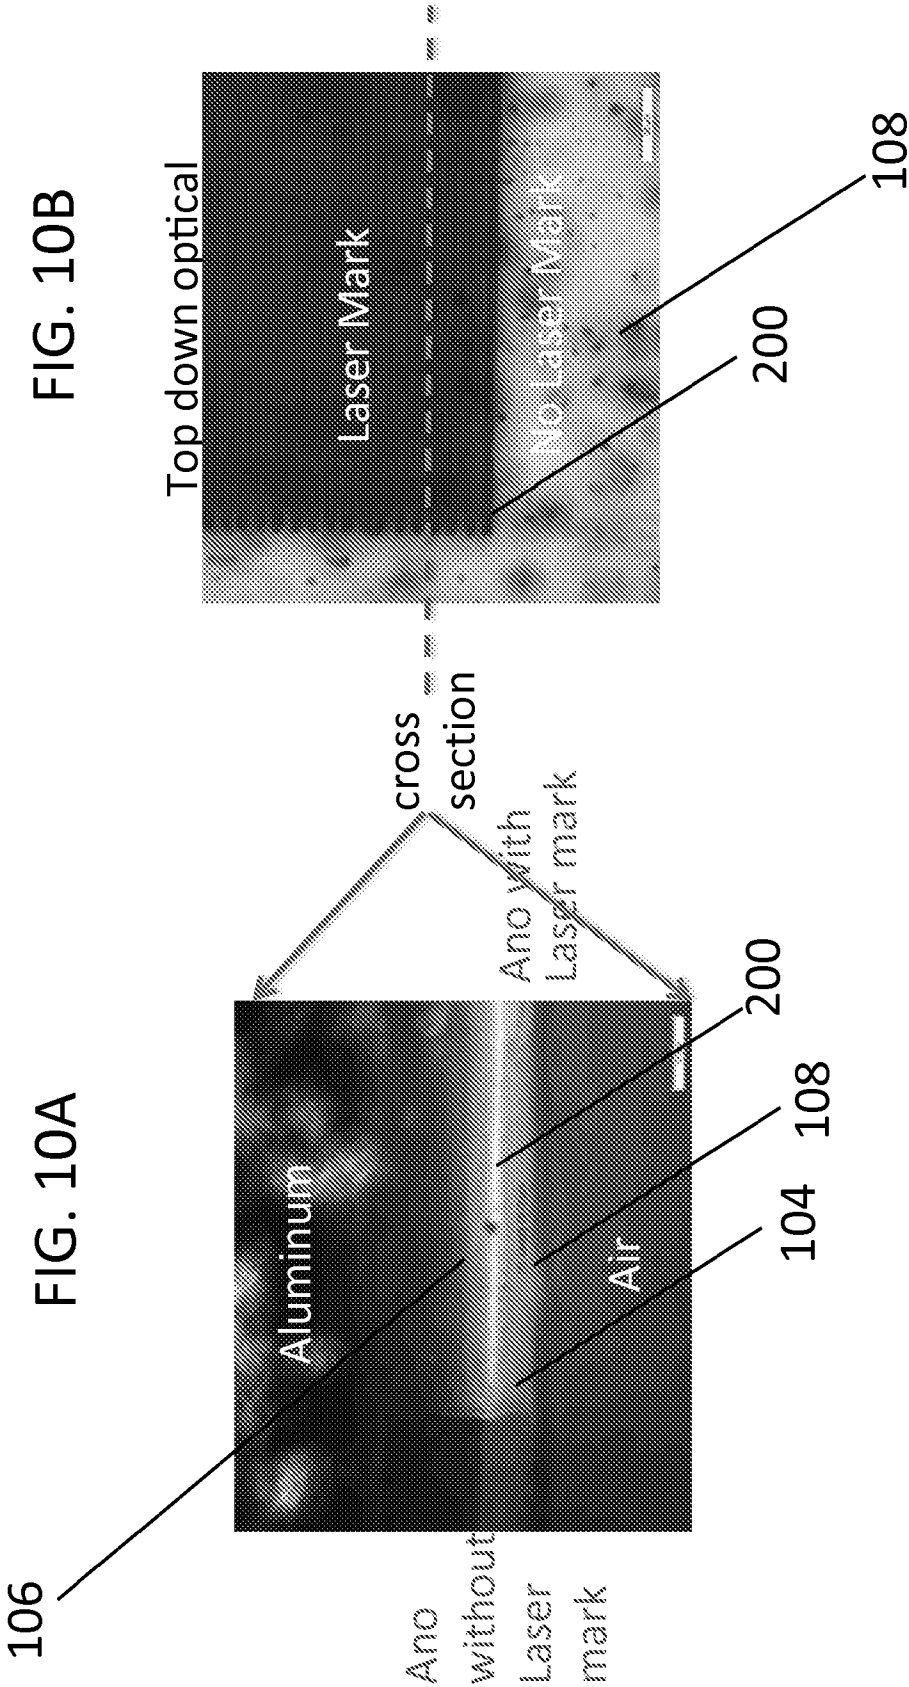 FIG. 10A
Aluminum
Air
Ano
without
Laser
mark
Ano with
Laser mark
106
104
108
200
cross
section
FIG. 10B
Top down optical
Laser Mark
No Laser Mark
200
108